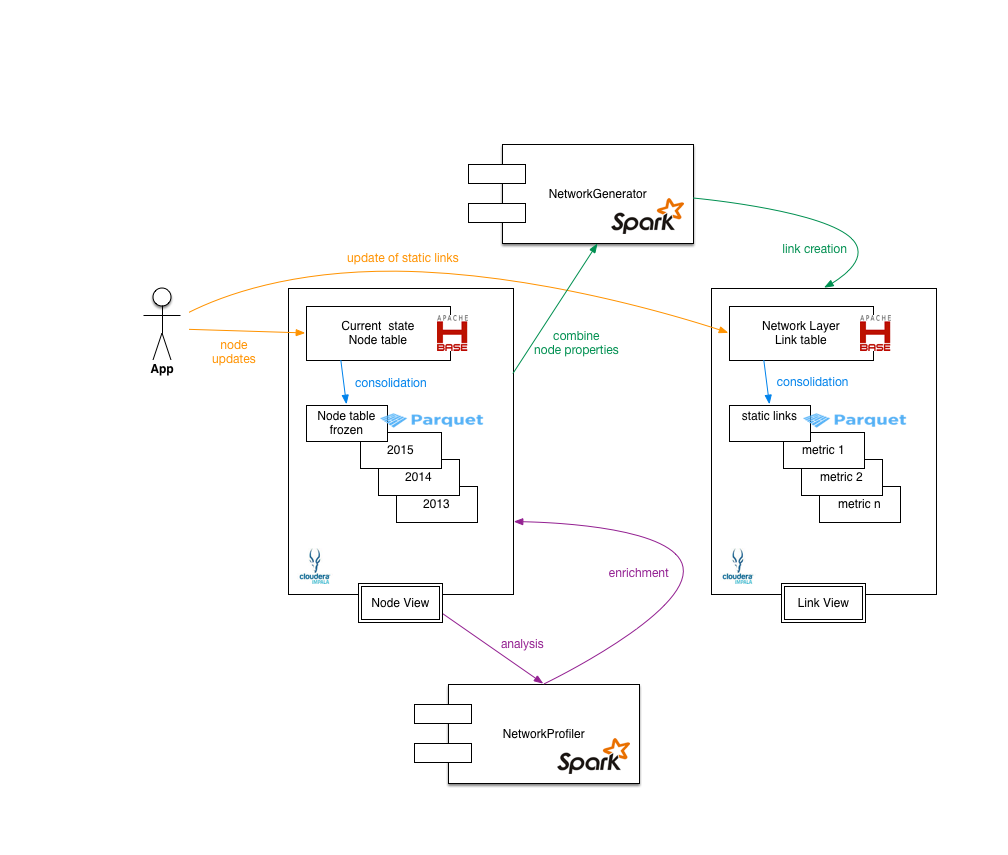 NetworkGenerator
Spark
link creation
update of static links
App
node
updates
Current state
Node table
APACHE
HBASE
combine
node properties
Network Layer
Link table
APACHE
HBASE
consolidation
consolidation
Node table
frozen
Parquet
2015
2014
2013
static links
Parquet
metric 1
metric 2
metric n
cloudera
IMPALA
cloudera
IMPALA
enrichment
Node View
Link View
analysis
NetworkProfiler
Spark